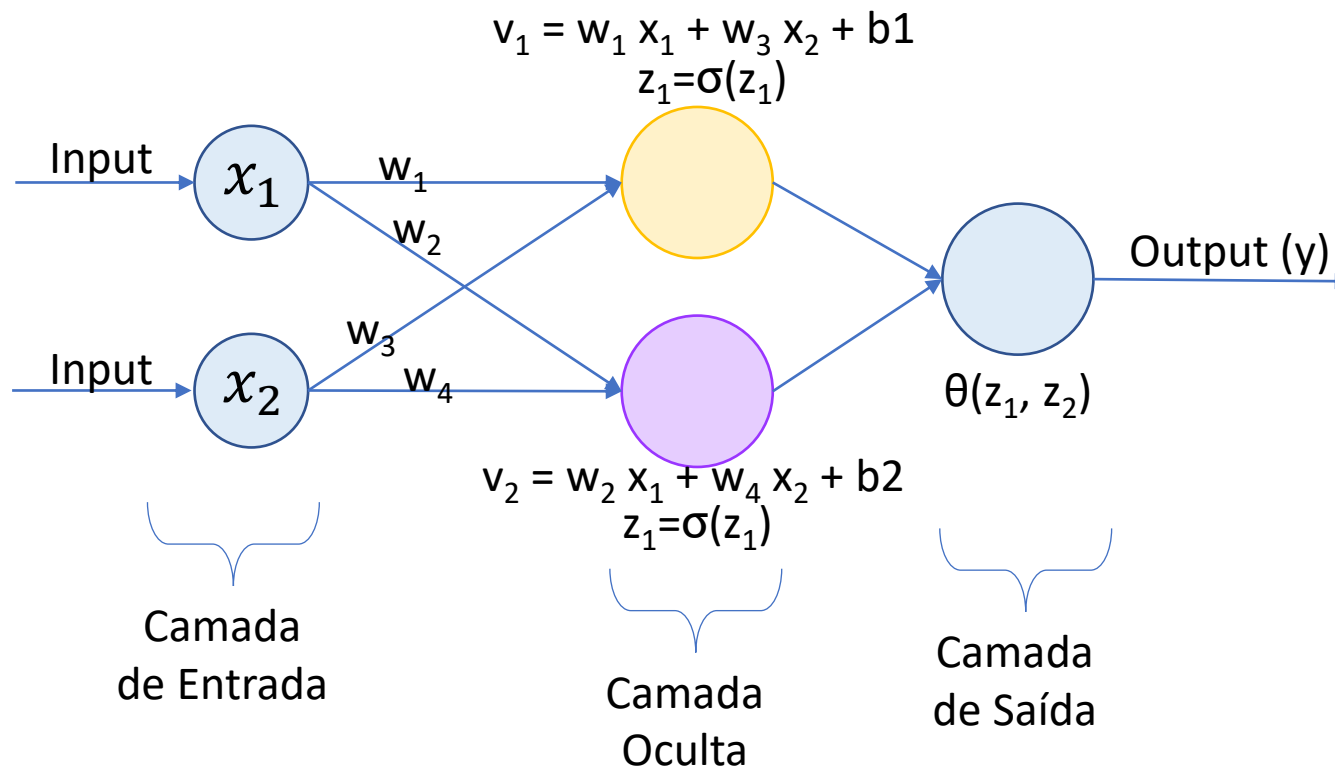 v₁ = w₁ x₁ + w₃ x₂ + b1
z₁=σ(z₁)
Input
x₁
w₁
w₂
Output (y)
Input
x₂
w₃
w₄
θ(z₁, z₂)
v₂ = w₂ x₁ + w₄ x₂ + b2
z₁=σ(z₁)
Camada
de Entrada
Camada
Oculta
Camada
de Saída